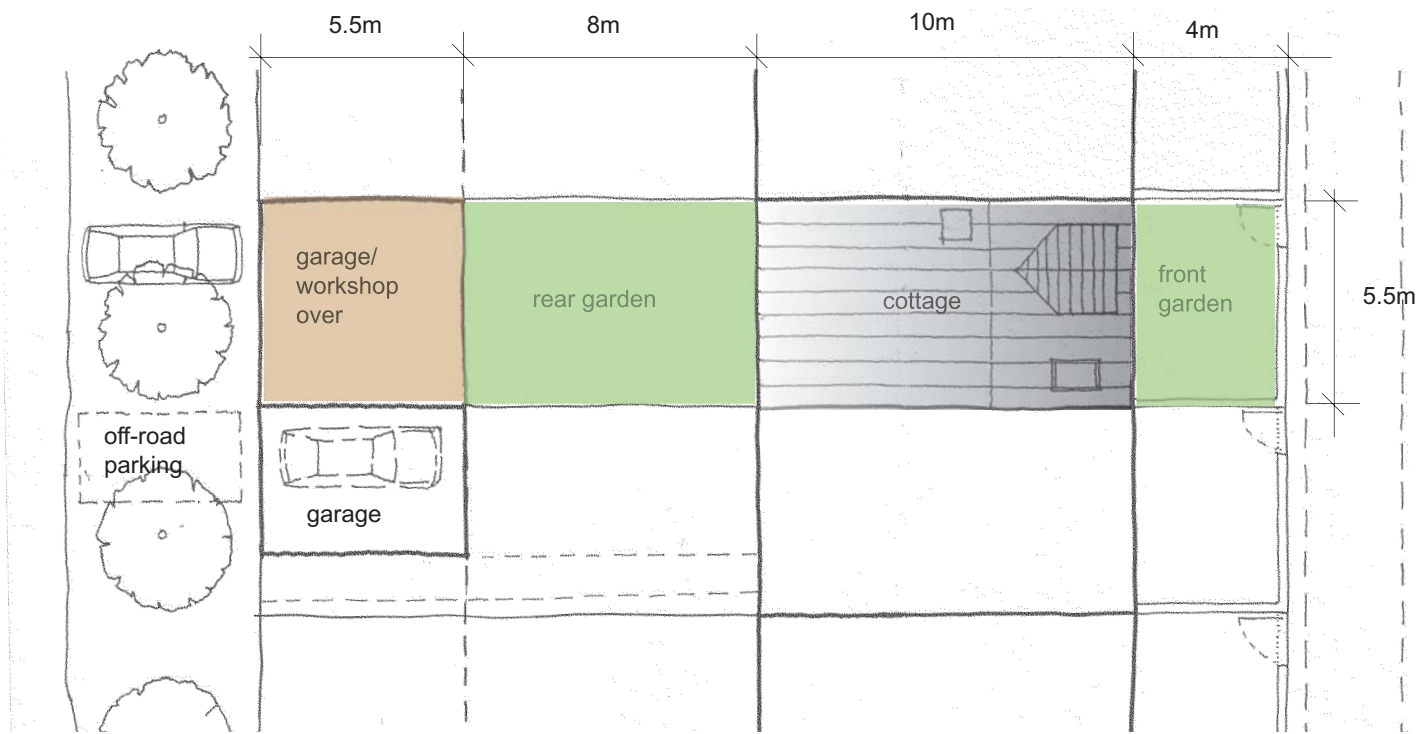 5.5m
8m
10m
4m
garage/
workshop
over
rear garden
cottage
front
garden
5.5m
off-road
parking
garage